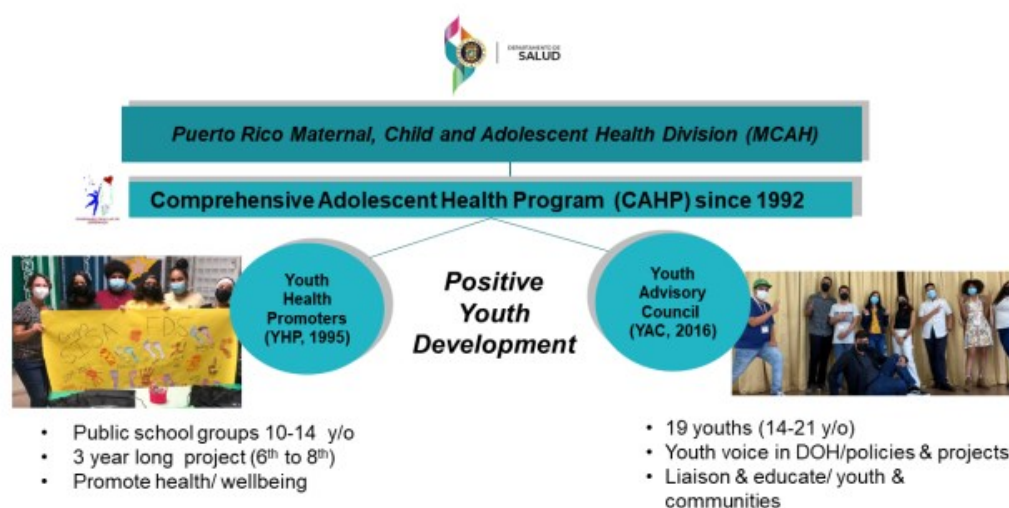 DEPARTAMENTO DE
SALUD
Puerto Rico Maternal, Child and Adolescent Health Division (MCAH)
Comprehensive Adolescent Health Program (CAHP) since 1992
Youth
Health
Promoters
(YHP, 1995)
Positive
Youth
Development
Youth
Advisory
Council
(YAC, 2016)
• Public school groups 10-14 y/o
• 3 year long project (6th to 8th)
• Promote health/ wellbeing
• 19 youths (14-21 y/o)
• Youth voice in DOH/policies & projects
• Liaison & educate/ youth &
communities